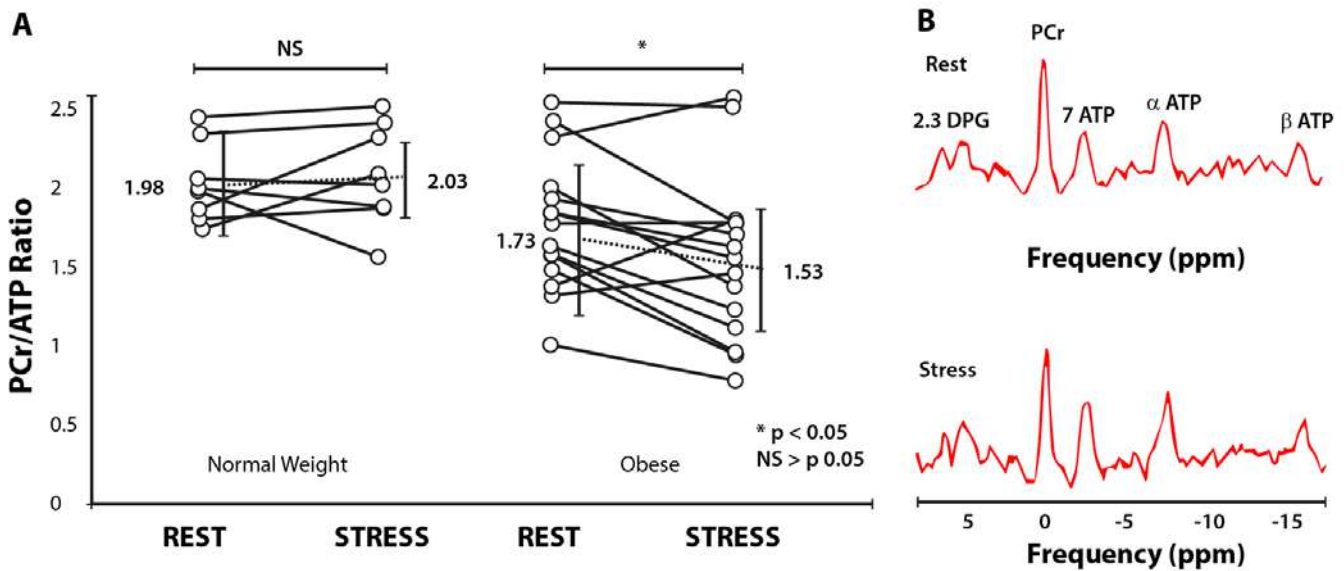 A
NS
*
2.5
2
1.5
1
0.5
0
PCr/ATP Ratio
1.98
2.03
1.73
1.53
* p < 0.05
NS > p 0.05
Normal Weight
Obese
REST
STRESS
REST
STRESS
B
PCr
Rest
2.3 DPG
7 ATP
α ATP
β ATP
Frequency (ppm)
Stress
5
0
-5
-10
-15
Frequency (ppm)